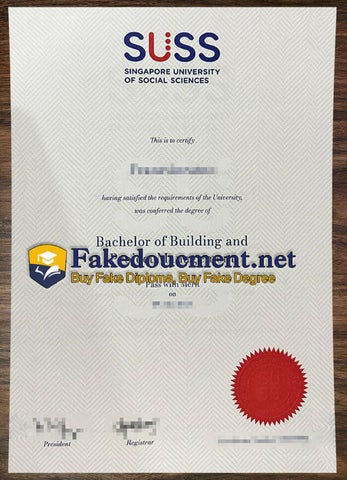 SUSS
SINGAPORE UNIVERSITY
OF SOCIAL SCIENCES
This is to certify
having satisfied the requirements of the University,
was conferred the degree of
Bachelor of Building and
Fakedoucment.net
Buy Fake Diploma, Buy Fake Degree
Pass with Merit
on
President
Registrar